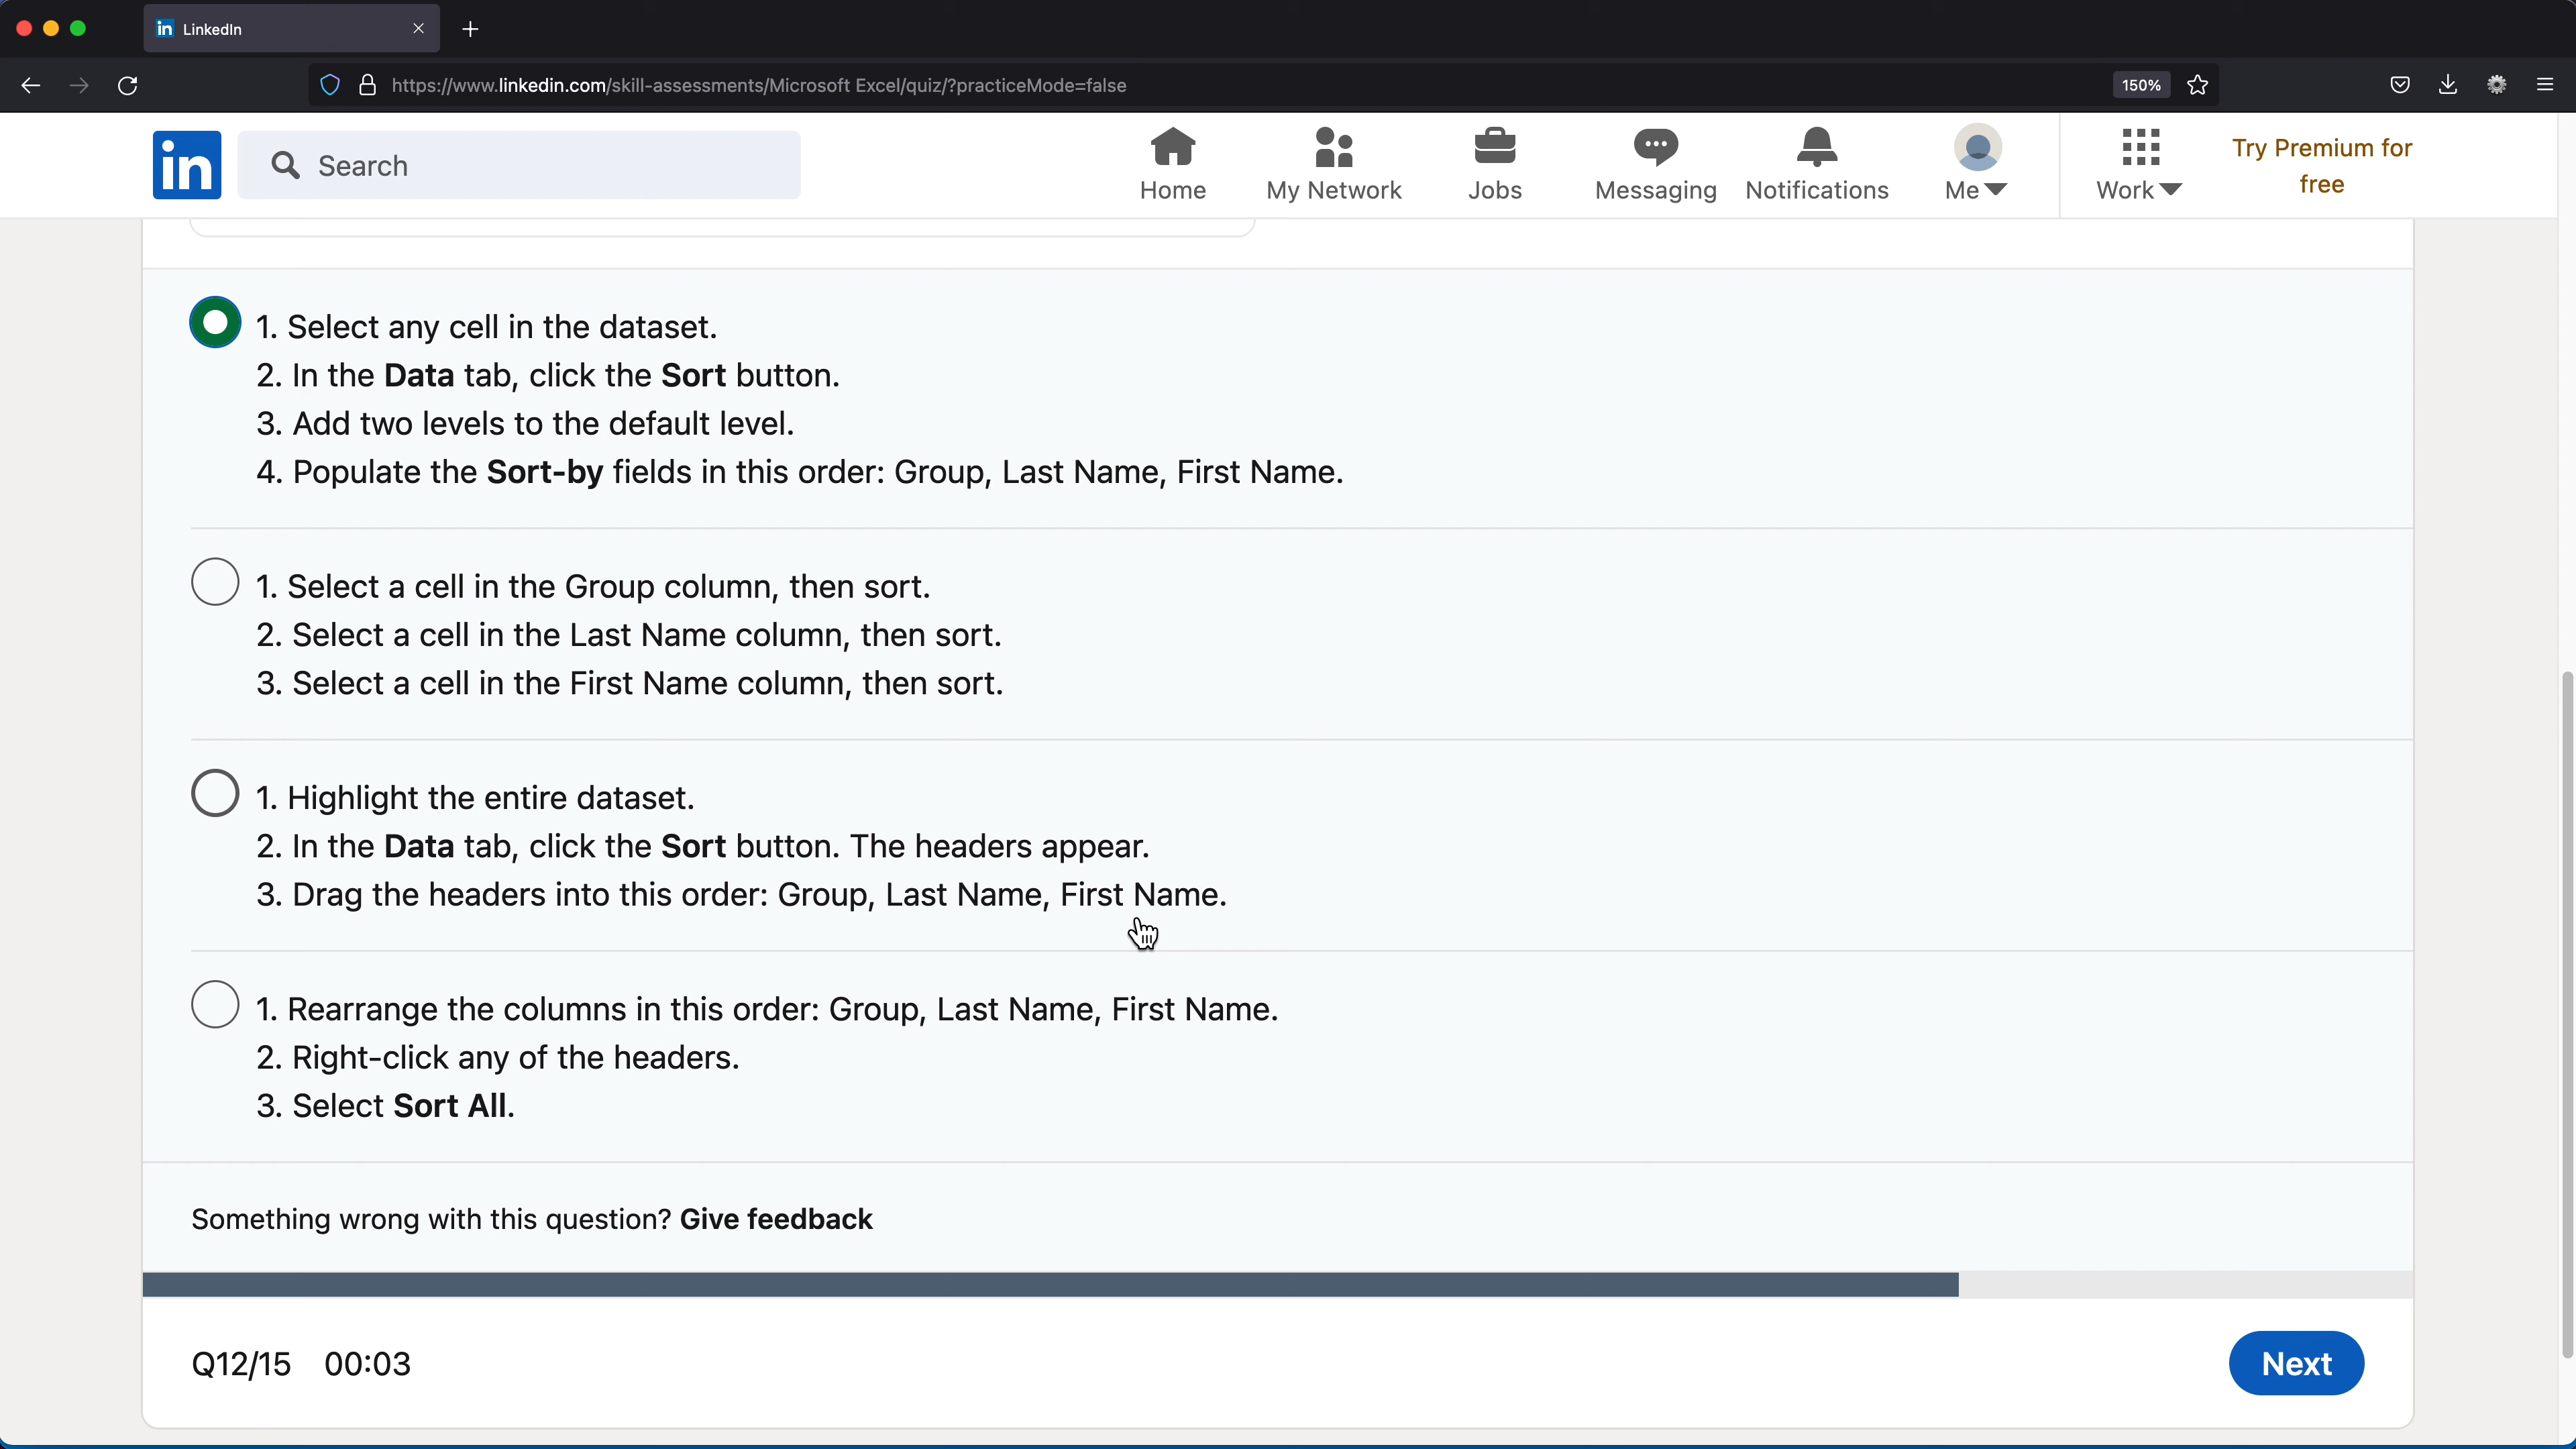 in LinkedIn
https://www.linkedin.com/skill-assessments/Microsoft Excel/quiz/?practiceMode=false
150%
in
Search
Home
My Network
Jobs
Messaging
Notifications
Me
Work
Try Premium for
free
1. Select any cell in the dataset.
2. In the Data tab, click the Sort button.
3. Add two levels to the default level.
4. Populate the Sort-by fields in this order: Group, Last Name, First Name.
1. Select a cell in the Group column, then sort.
2. Select a cell in the Last Name column, then sort.
3. Select a cell in the First Name column, then sort.
1. Highlight the entire dataset.
2. In the Data tab, click the Sort button. The headers appear.
3. Drag the headers into this order: Group, Last Name, First Name.
1. Rearrange the columns in this order: Group, Last Name, First Name.
2. Right-click any of the headers.
3. Select Sort All.
Something wrong with this question? Give feedback
Q12/15 00:03
Next